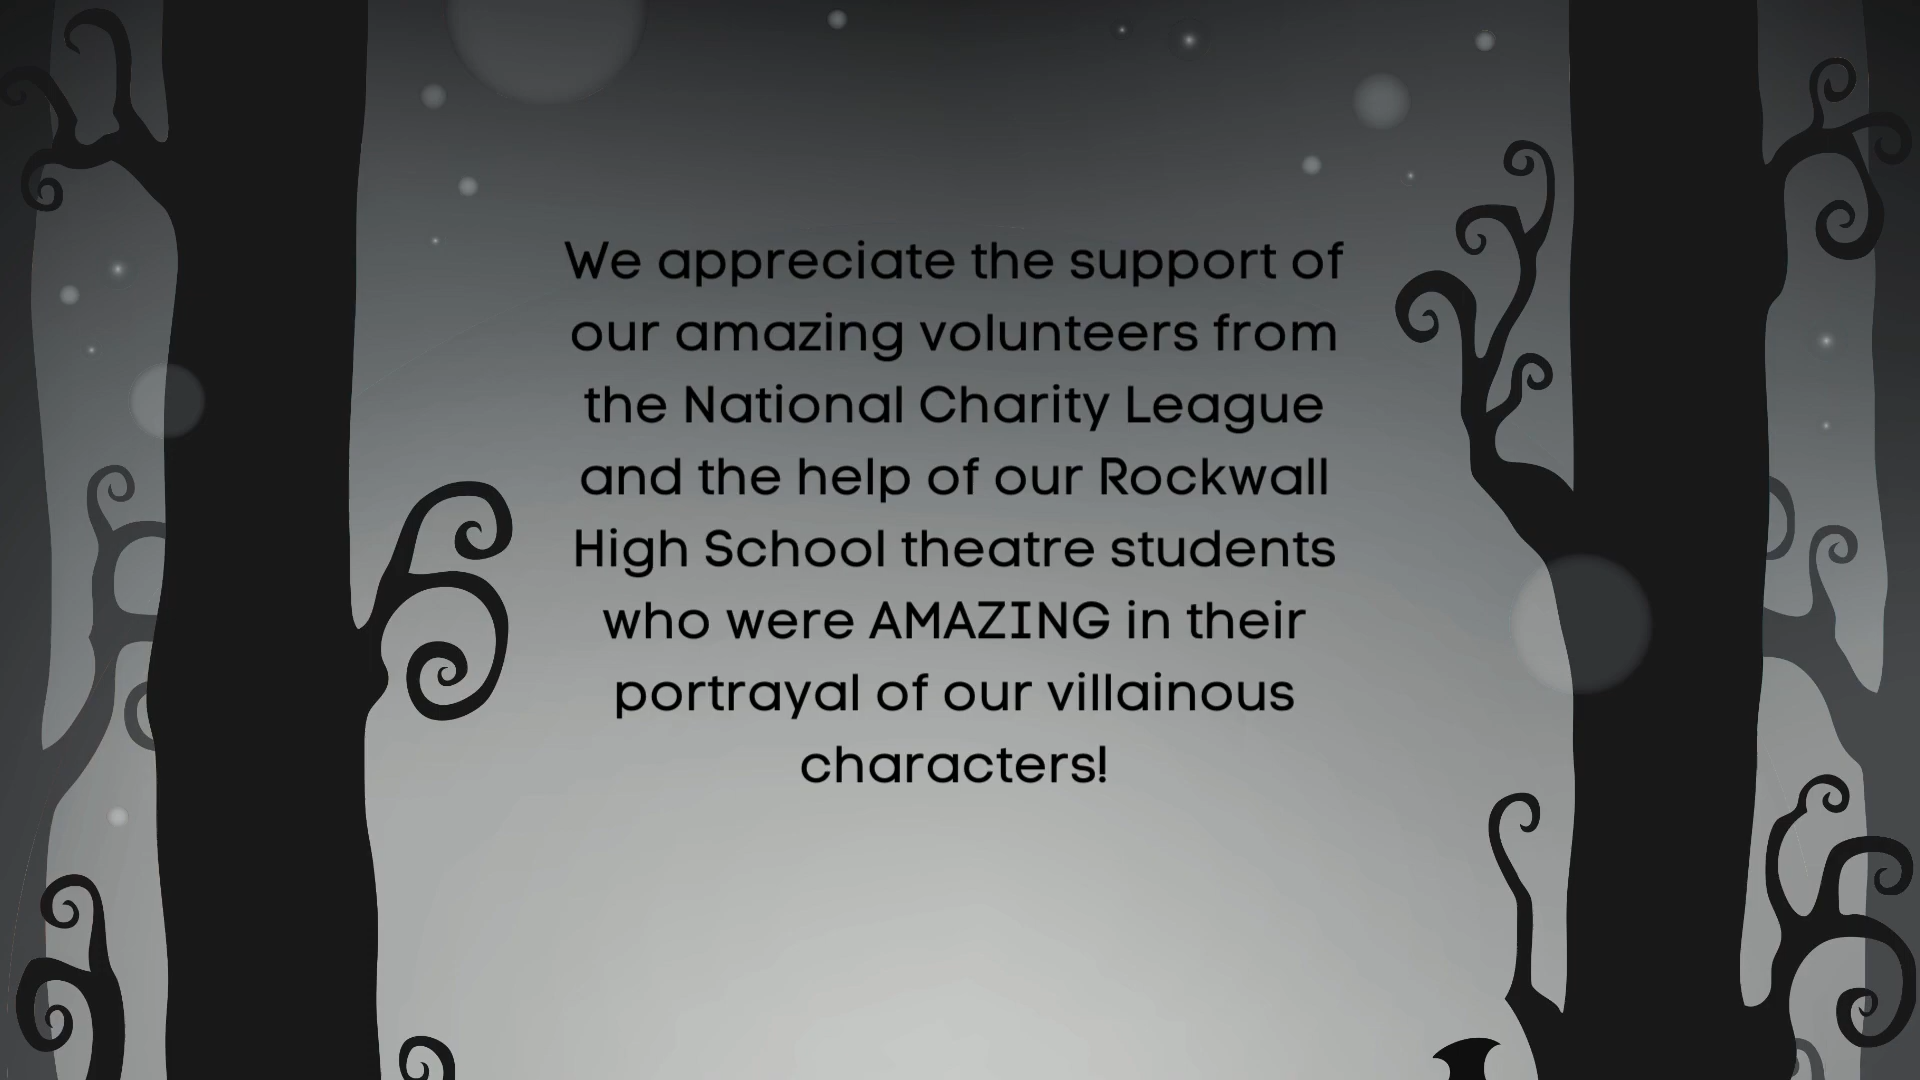 We appreciate the support of
our amazing volunteers from
the National Charity League
and the help of our Rockwall
High School theatre students
who were AMAZING in their
portrayal of our villainous
characters!